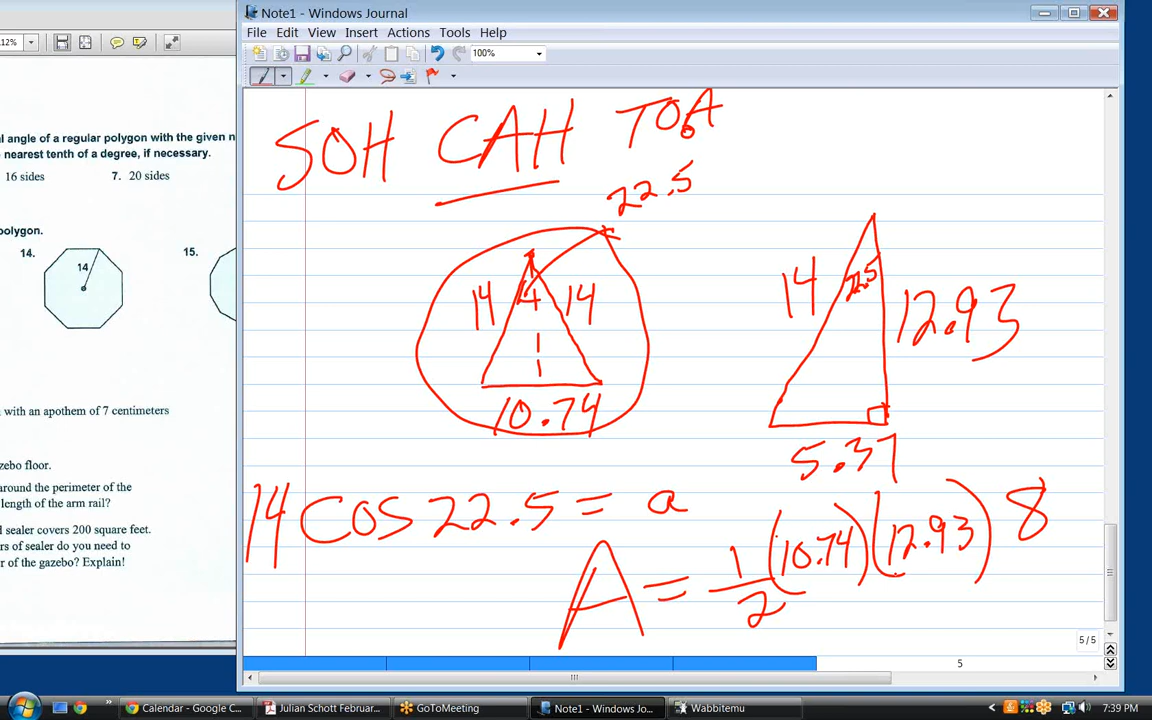 Note1 - Windows Journal
File Edit View Insert Actions Tools Help
12%
100%
SOH CAH TOA
22.5
al angle of a regular polygon with the given n
nearest tenth of a degree, if necessary.
16 sides 7. 20 sides
polygon.
14. 15.
14
14 14
10.74
14 22.5 12.93
5.37
with an apothem of 7 centimeters
zebo floor.
around the perimeter of the
length of the arm rail?
d sealer covers 200 square feet.
rs of sealer do you need to
r of the gazebo? Explain!
14 cos 22.5 = a
A = 1/2 (10.74)(12.93) 8
5/5
5
Calendar - Google C... Julian Schott Februar... GoToMeeting Note1 - Windows Jo... Wabbitemu 7:39 PM